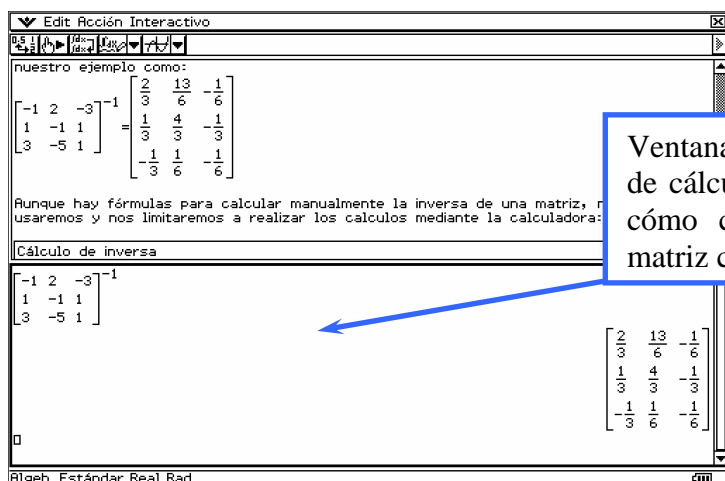 Edit Acción Interactivo
nuestro ejemplo como:
[-1 2 -3; 1 -1 1; 3 -5 1]^-1 = [2/3 13/6 -1/6; 1/3 4/3 -1/3; -1/3 1/6 -1/6]
Aunque hay fórmulas para calcular manualmente la inversa de una matriz,
usaremos y nos limitaremos a realizar los calculos mediante la calculadora:
Cálculo de inversa
Ventana
de
cómo
matriz
[-1 2 -3; 1 -1 1; 3 -5 1]^-1
[2/3 13/6 -1/6; 1/3 4/3 -1/3; -1/3 1/6 -1/6]
Algeb Estándar Real Rad